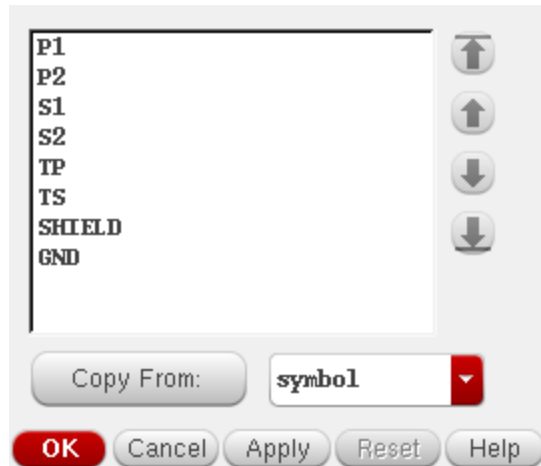 P1
P2
S1
S2
TP
TS
SHIELD
GND
Copy From: symbol
OK Cancel Apply Reset Help